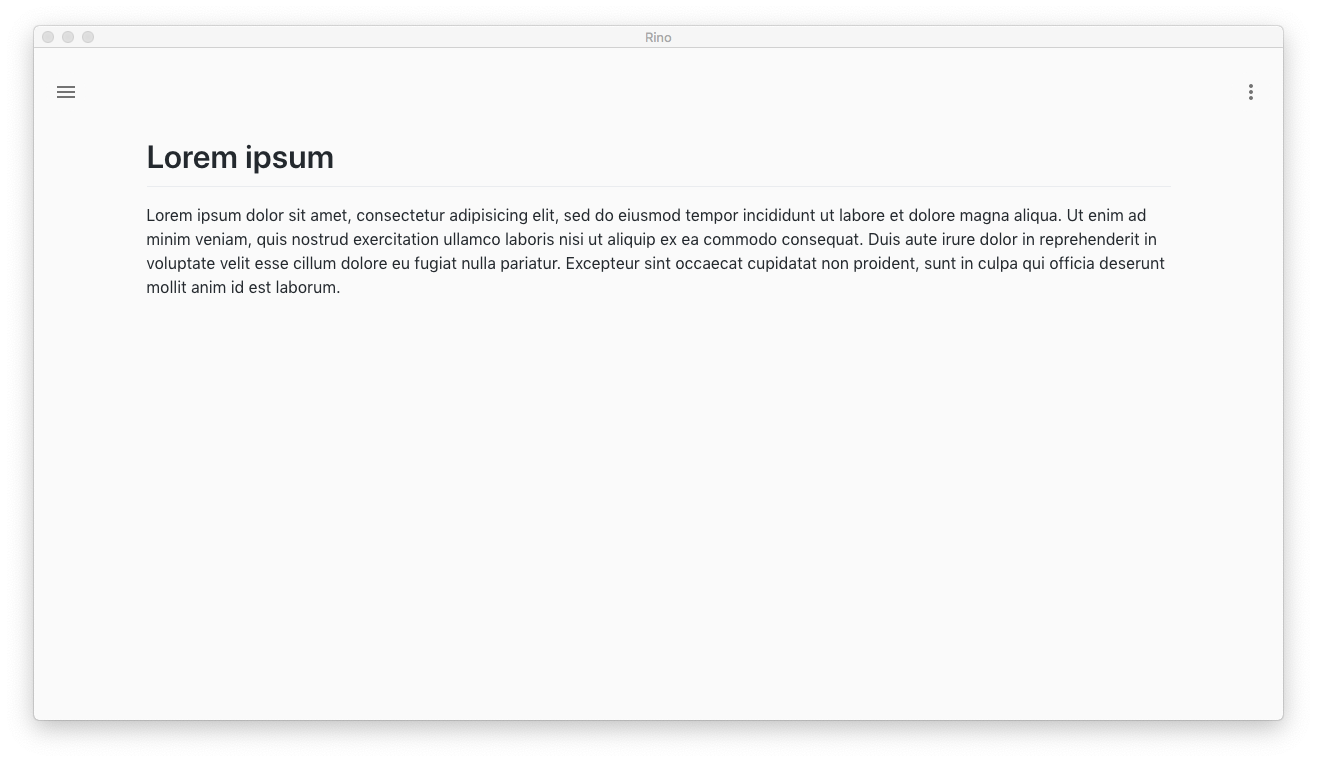 Rino
Lorem ipsum
Lorem ipsum dolor sit amet, consectetur adipisicing elit, sed do eiusmod tempor incididunt ut labore et dolore magna aliqua. Ut enim ad
minim veniam, quis nostrud exercitation ullamco laboris nisi ut aliquip ex ea commodo consequat. Duis aute irure dolor in reprehenderit in
voluptate velit esse cillum dolore eu fugiat nulla pariatur. Excepteur sint occaecat cupidatat non proident, sunt in culpa qui officia deserunt
mollit anim id est laborum.